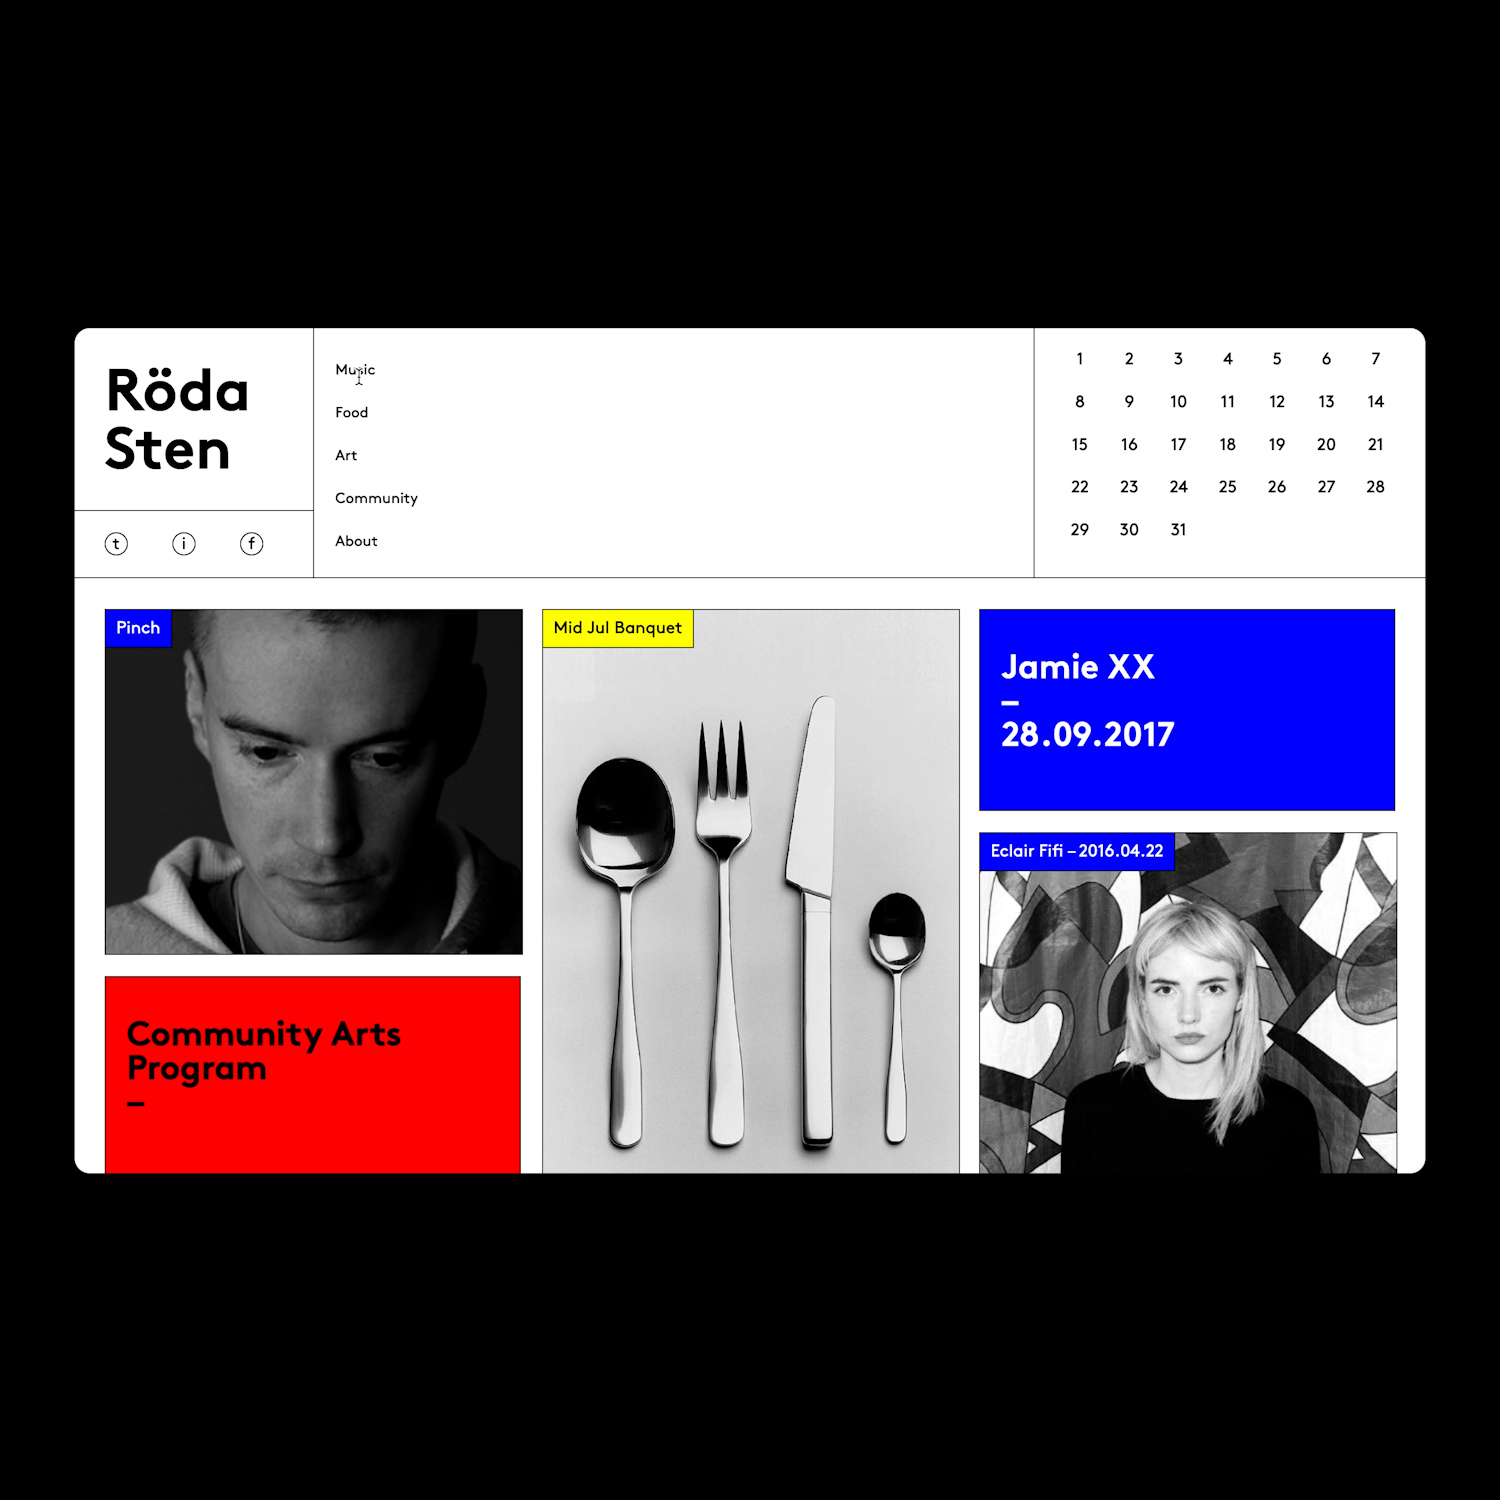 Röda
Sten
t i f
Music
Food
Art
Community
About
1 2 3 4 5 6 7
8 9 10 11 12 13 14
15 16 17 18 19 20 21
22 23 24 25 26 27 28
29 30 31
Pinch
Mid Jul Banquet
Jamie XX
–
28.09.2017
Eclair Fifi – 2016.04.22
Community Arts
Program
–